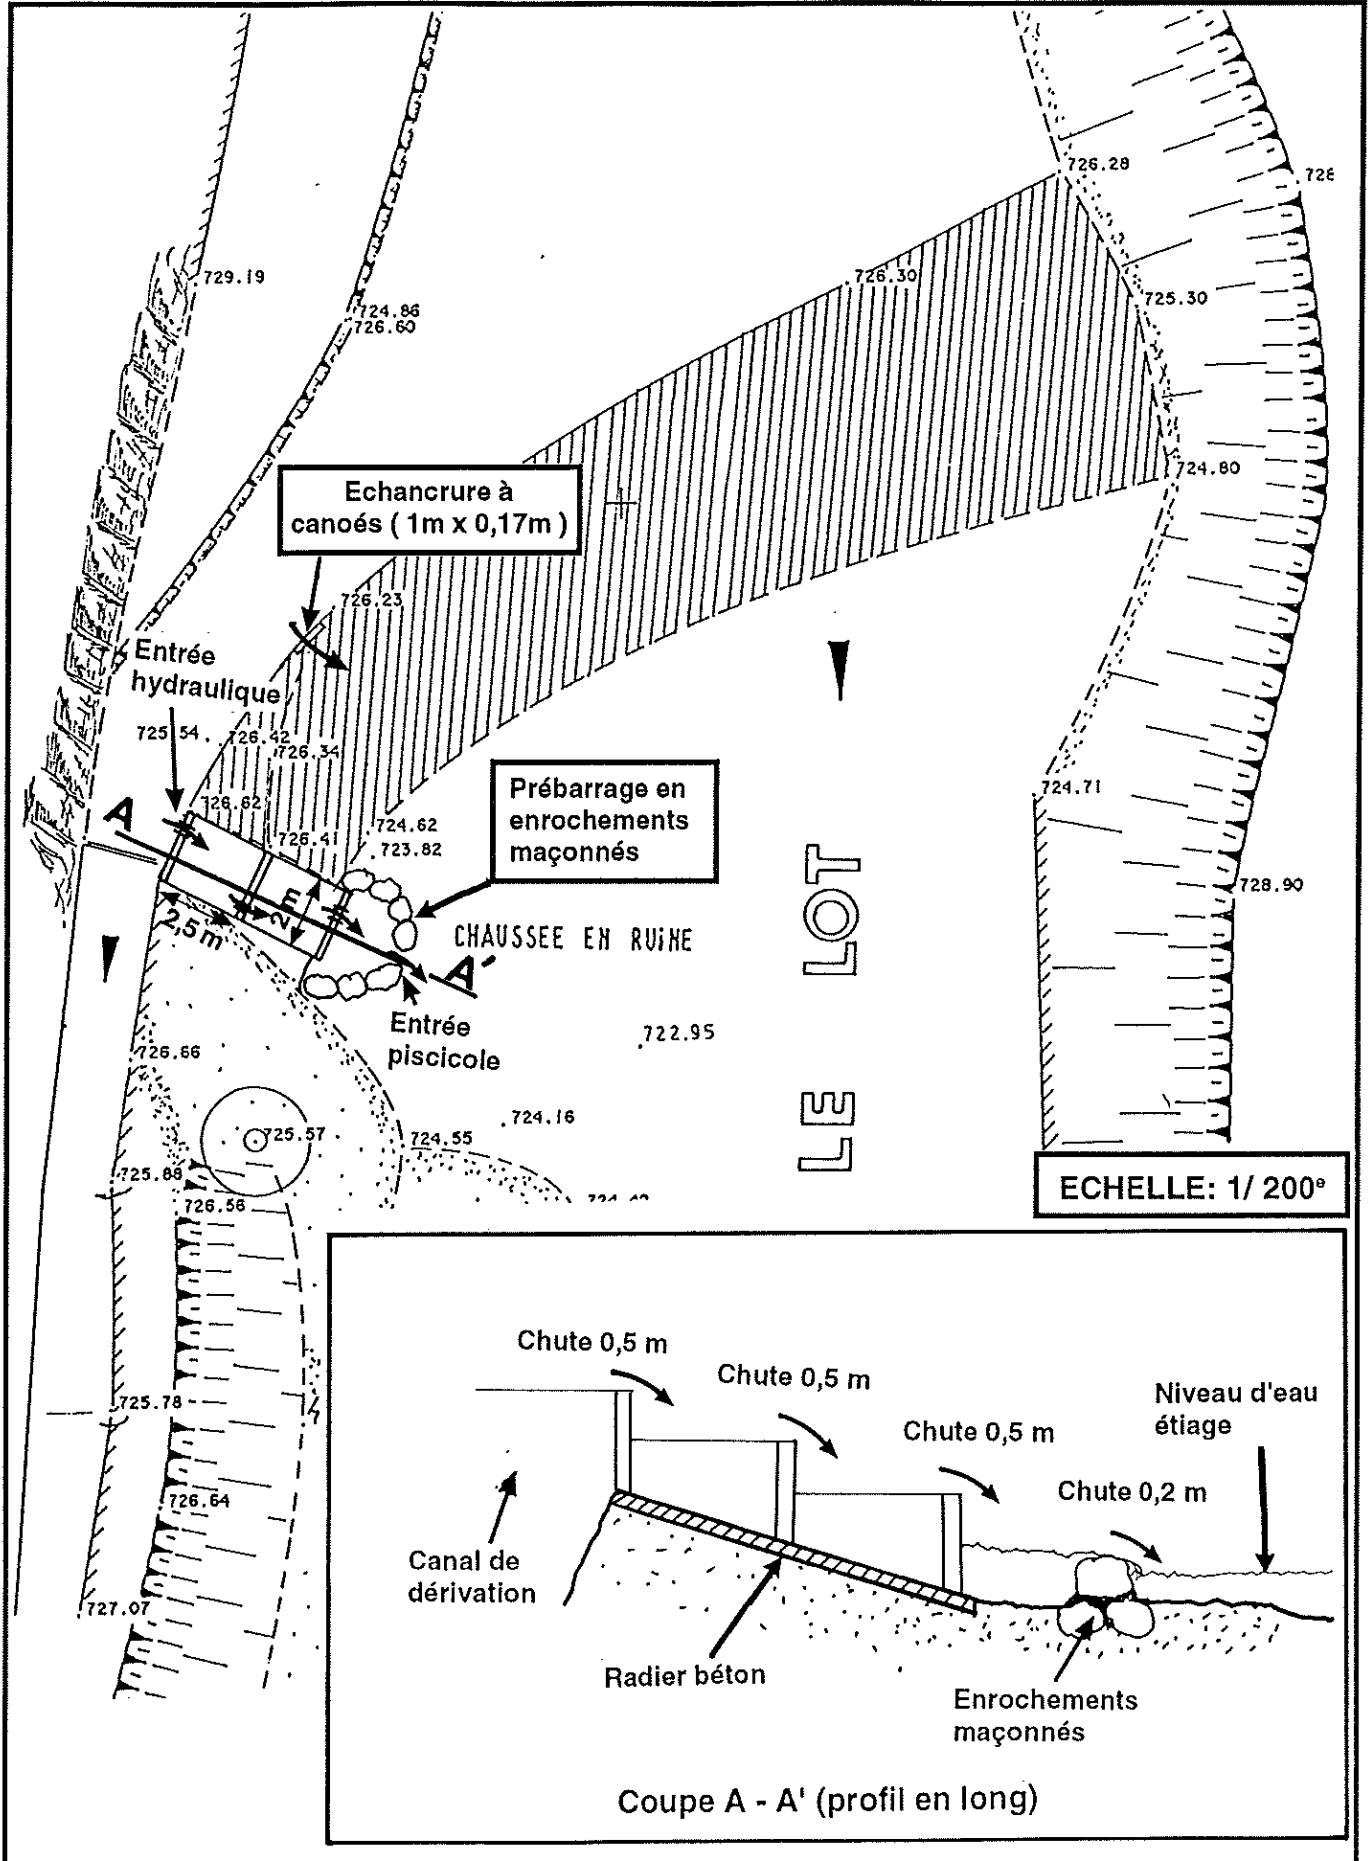 726.28
728
729.19
726.30
724.86
726.60
725.30
724.80
Echancrure à
canoés ( 1m x 0,17m )
726.23
Entrée
hydraulique
725.54
726.42
726.34
724.71
Prébarrage en
enrochements
maçonnés
726.62
A
726.41
724.62
723.82
728.90
2 m
2,5 m
CHAUSSEE EN RUINE
A'
LE LOT
Entrée
piscicole
722.95
726.66
724.16
725.57
724.55
725.88
726.56
ECHELLE: 1/ 200e
Chute 0,5 m
Chute 0,5 m
Niveau d'eau
étiage
725.78
Chute 0,5 m
726.64
Chute 0,2 m
Canal de
dérivation
727.07
Radier béton
Enrochements
maçonnés
Coupe A - A' (profil en long)